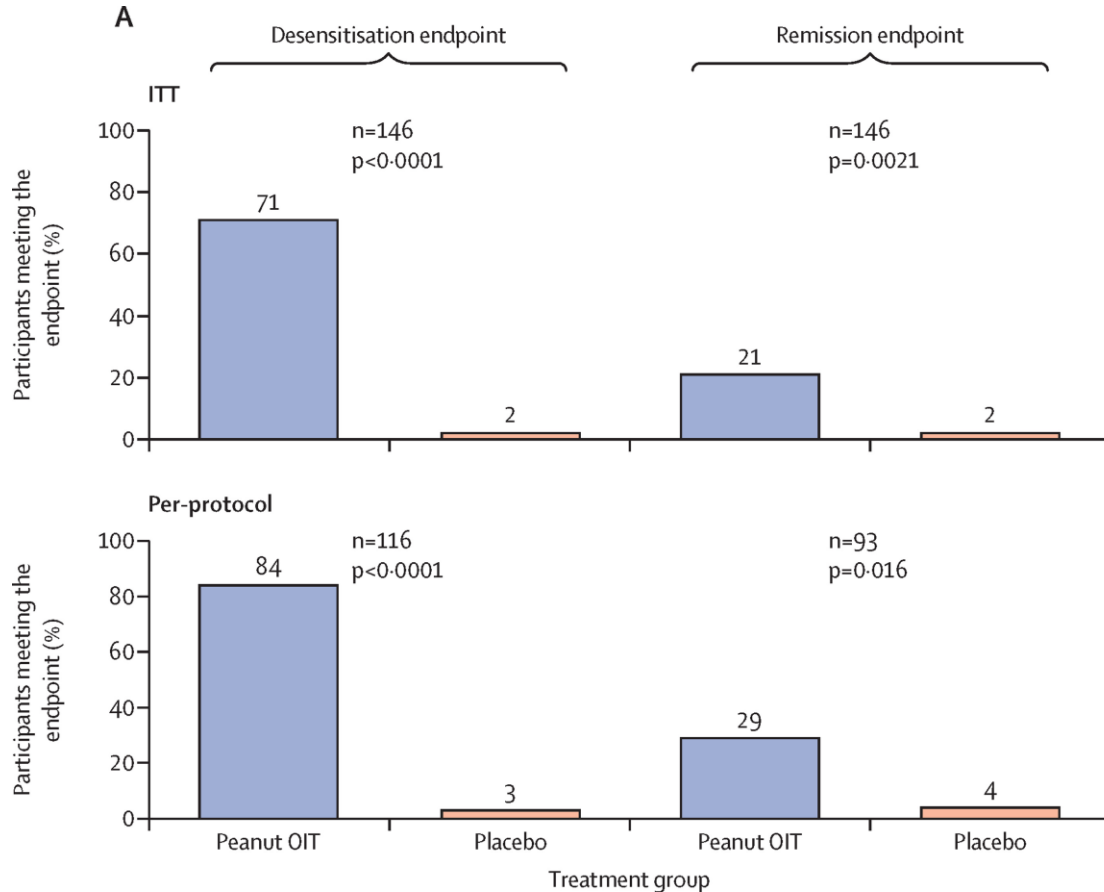 A
Desensitisation endpoint
Remission endpoint
ITT
n=146
p<0·0001
n=146
p=0·0021
Participants meeting the
endpoint (%)
100
80
60
40
20
0
71
2
21
2
Per-protocol
n=116
p<0·0001
n=93
p=0·016
Participants meeting the
endpoint (%)
100
80
60
40
20
0
84
3
29
4
Peanut OIT
Placebo
Peanut OIT
Placebo
Treatment group